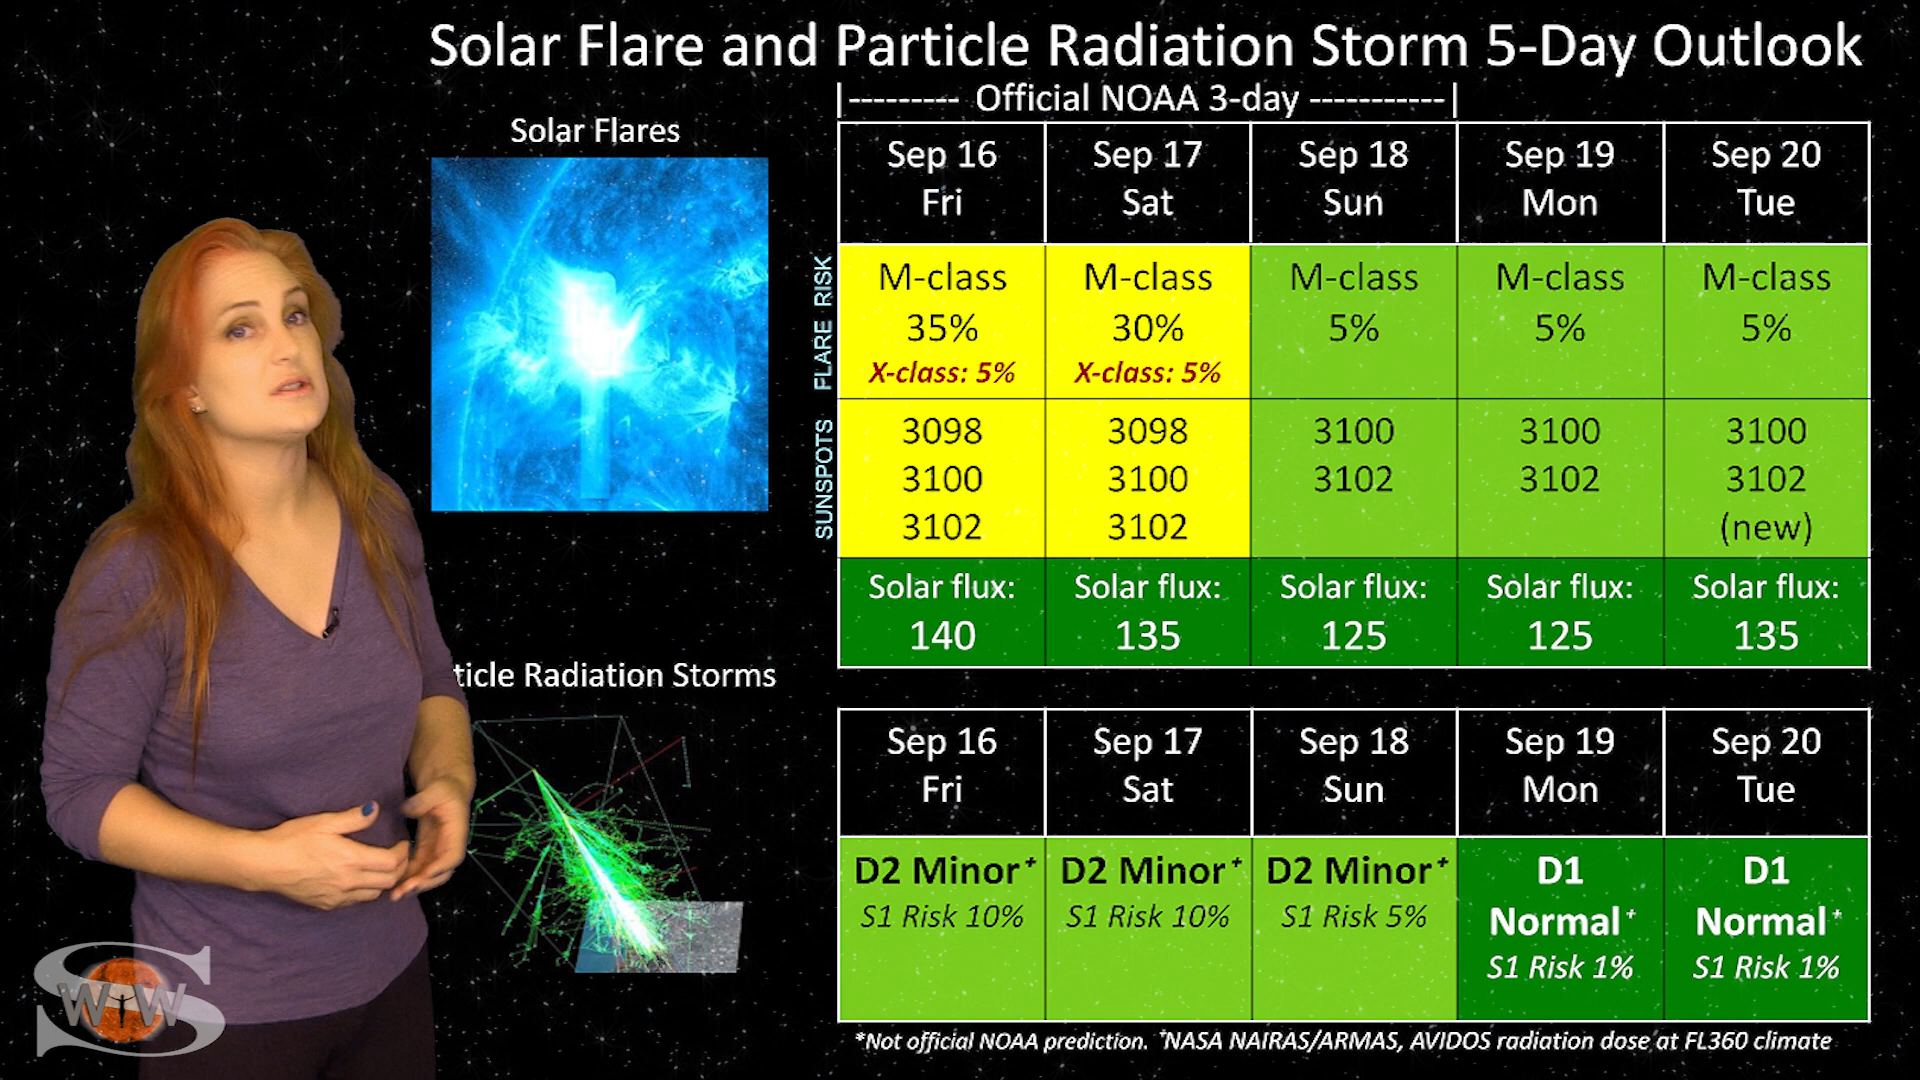 Solar Flare and Particle Radiation Storm 5-Day Outlook
|--------- Official NOAA 3-day -----------|
Solar Flares
Sep 16 Sep 17 Sep 18 Sep 19 Sep 20
Fri Sat Sun Mon Tue
FLARE RISK
M-class M-class M-class M-class M-class
35% 30% 5% 5% 5%
X-class: 5% X-class: 5%
SUNSPOTS
3098 3098 3100 3100 3100
3100 3100 3102 3102 3102
3102 3102 (new)
Solar flux: Solar flux: Solar flux: Solar flux: Solar flux:
140 135 125 125 135
ticle Radiation Storms
Sep 16 Sep 17 Sep 18 Sep 19 Sep 20
Fri Sat Sun Mon Tue
D2 Minor+ D2 Minor+ D2 Minor+ D1 D1
S1 Risk 10% S1 Risk 10% S1 Risk 5% Normal+ Normal+
S1 Risk 1% S1 Risk 1%
*Not official NOAA prediction. +NASA NAIRAS/ARMAS, AVIDOS radiation dose at FL360 climate
S
WTW